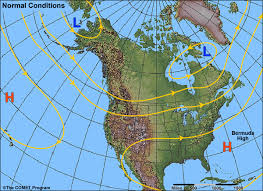 Normal Conditions
L
L
H
Bermuda
High
H
©The COMET Program